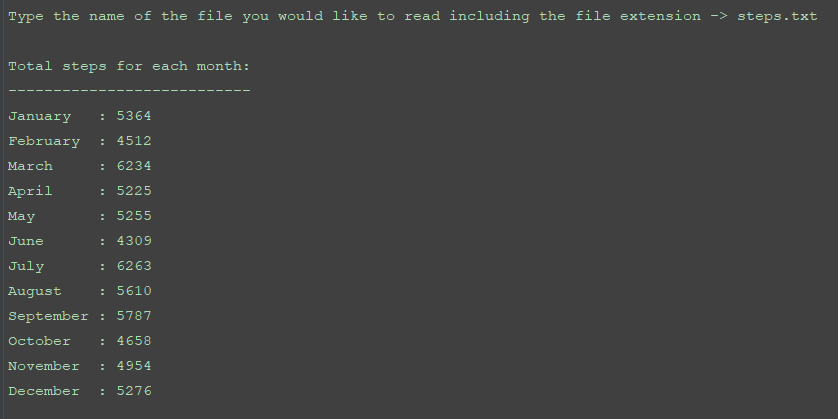 Type the name of the file you would like to read including the file extension -> steps.txt
Total steps for each month:
---------------------------
January   : 5364
February  : 4512
March     : 6234
April     : 5225
May       : 5255
June      : 4309
July      : 6263
August    : 5610
September : 5787
October   : 4658
November  : 4954
December  : 5276